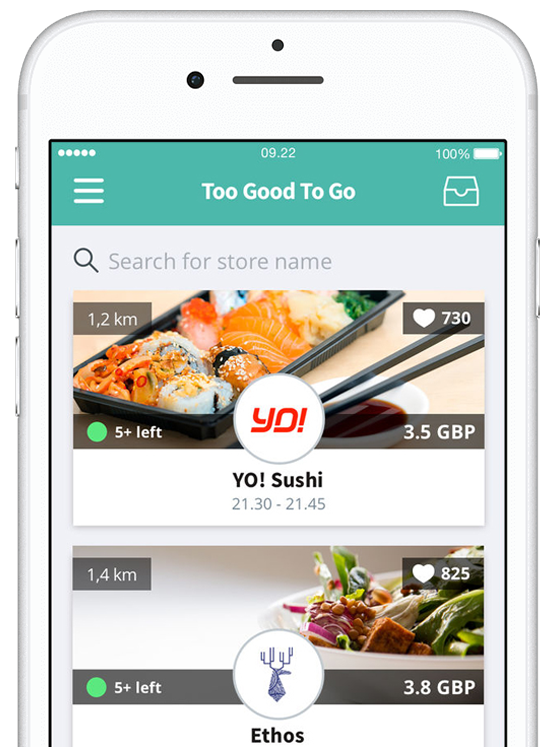 09.22
100%
Too Good To Go
Search for store name
1,2 km
730
YO!
5+ left
3.5 GBP
YO! Sushi
21.30 - 21.45
1,4 km
825
5+ left
3.8 GBP
Ethos